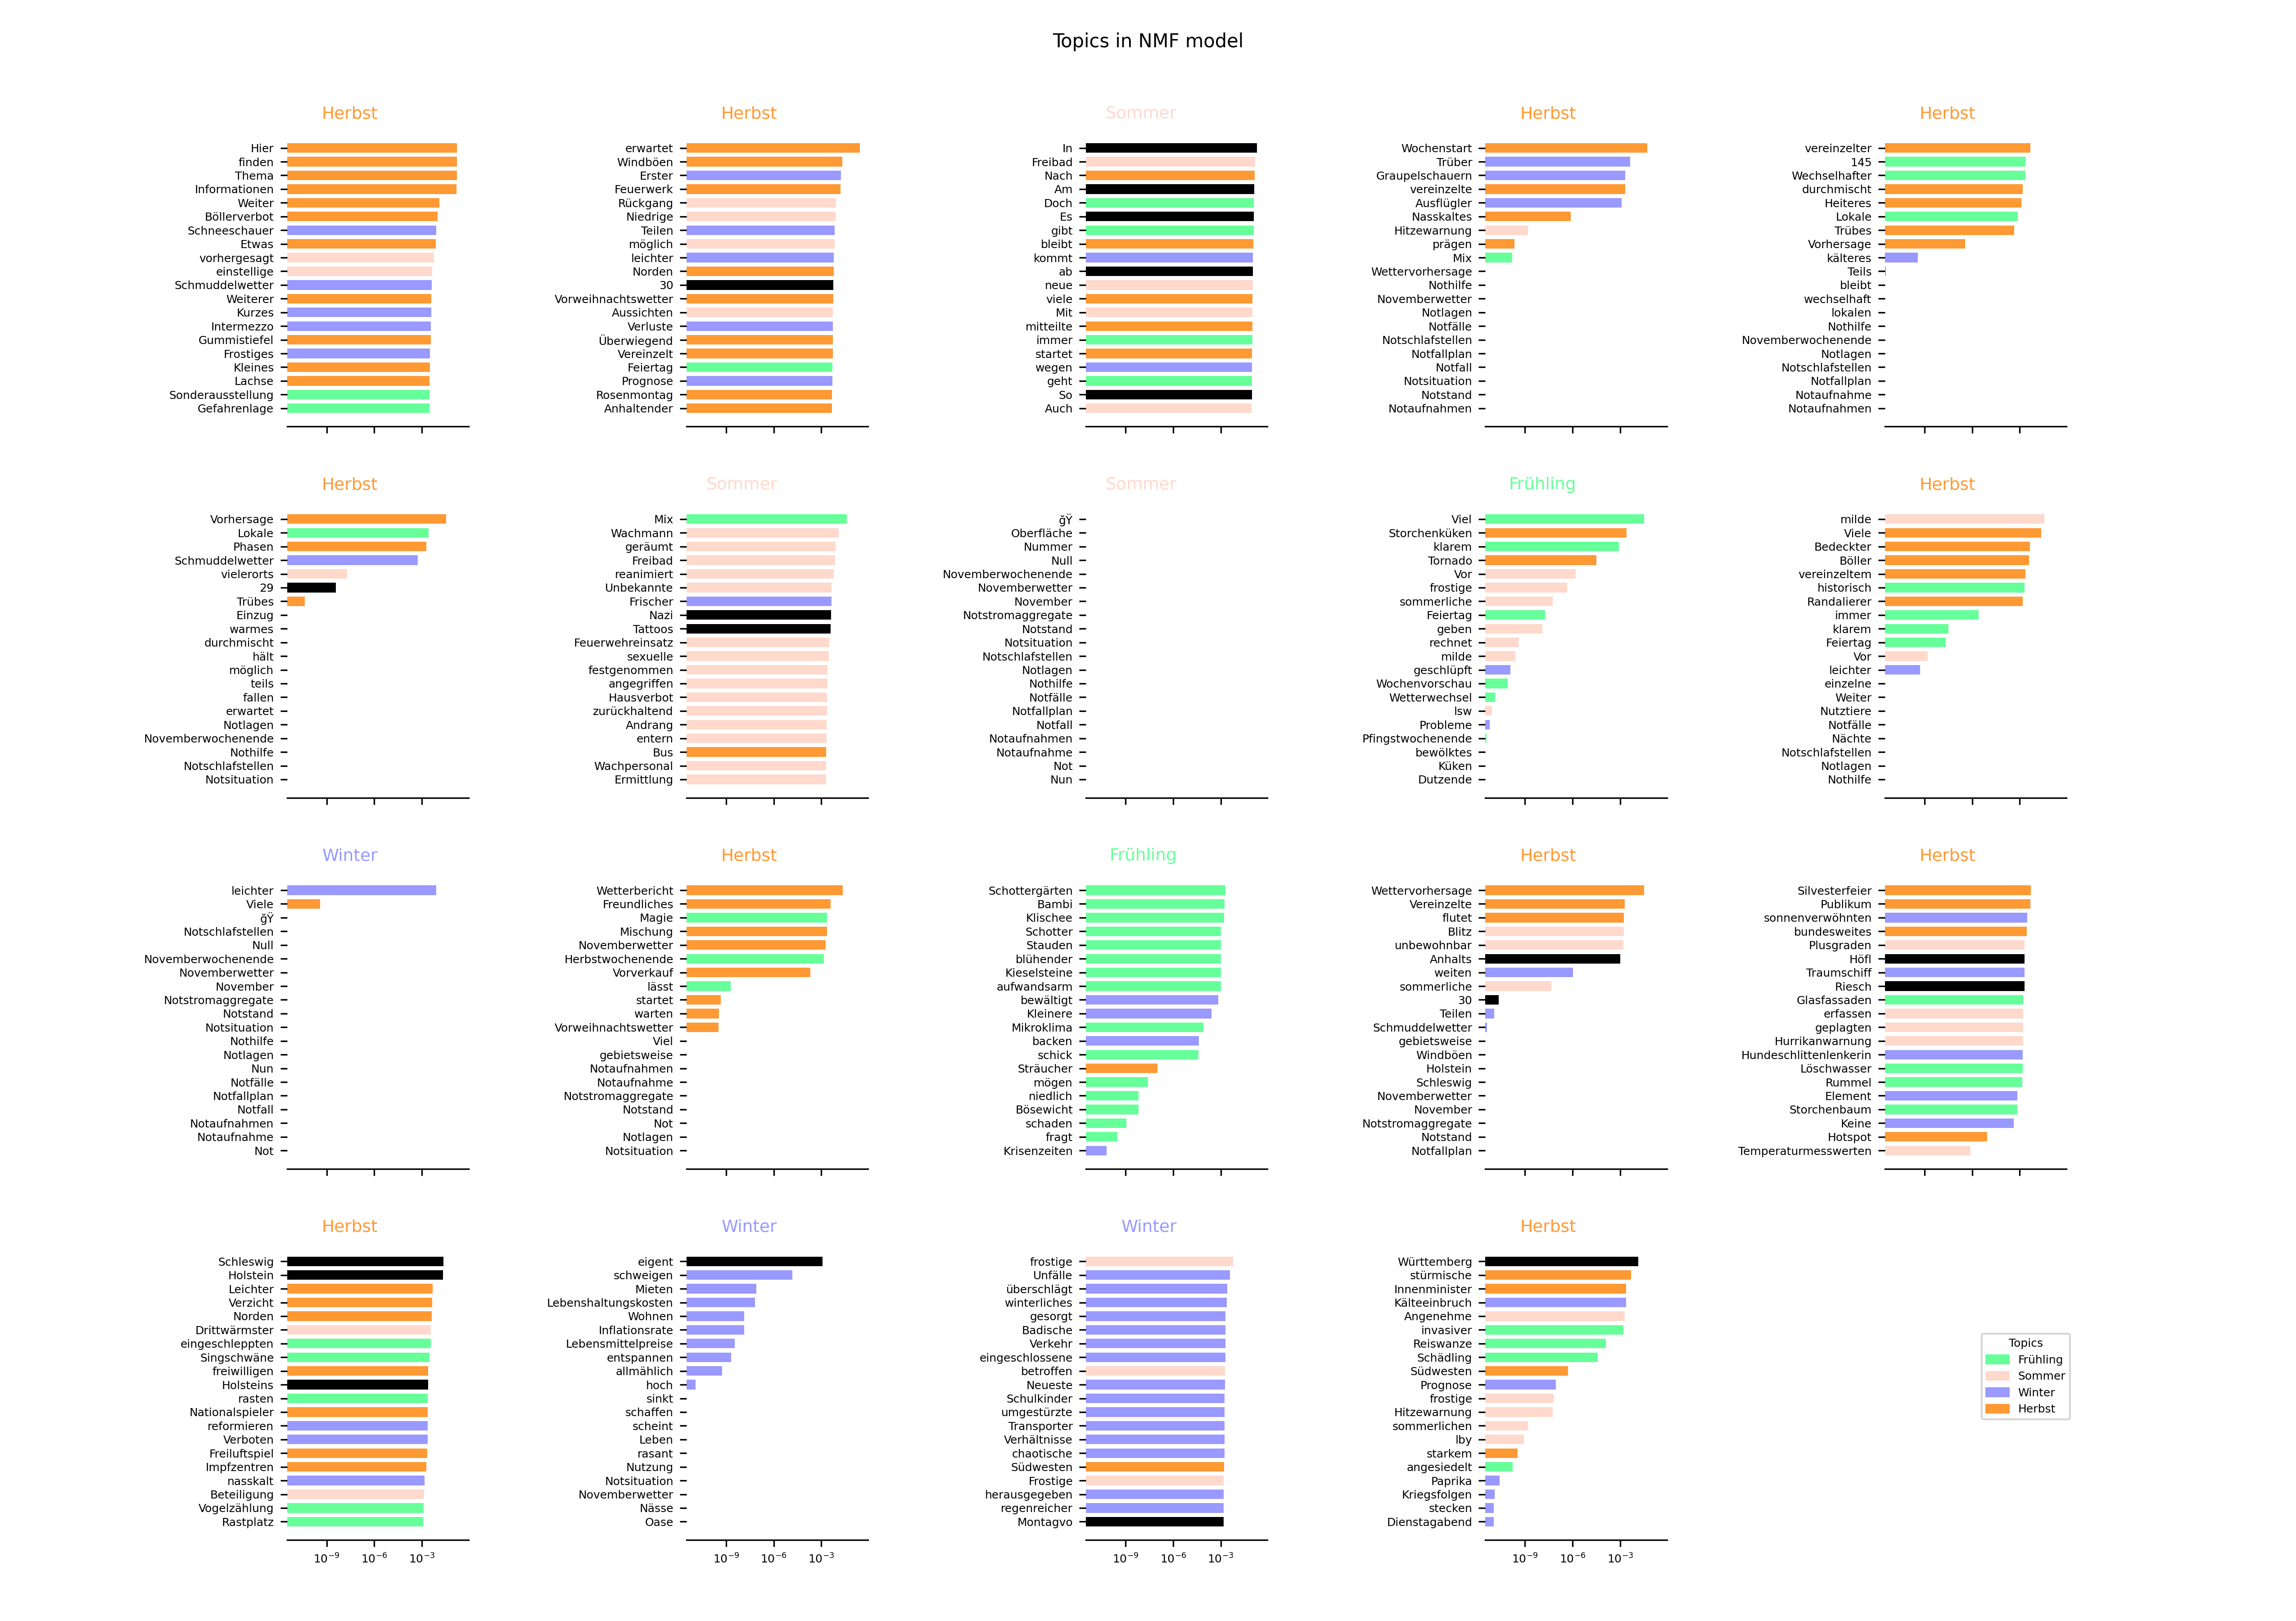 Topics in NMF model
Herbst
Hier
finden
Thema
Informationen
Weiter
Böllerverbot
Schneeschauer
Etwas
vorhergesagt
einstellige
Schmuddelwetter
Weiterer
Kurzes
Intermezzo
Gummistiefel
Frostiges
Kleines
Lachse
Sonderausstellung
Gefahrenlage
Herbst
erwartet
Windböen
Erster
Feuerwerk
Rückgang
Niedrige
Teilen
möglich
leichter
Norden
30
Vorweihnachtswetter
Aussichten
Verluste
Überwiegend
Vereinzelt
Feiertag
Prognose
Rosenmontag
Anhaltender
Sommer
In
Freibad
Nach
Am
Doch
Es
gibt
bleibt
kommt
ab
neue
viele
Mit
mitteilte
immer
startet
wegen
geht
So
Auch
Herbst
Wochenstart
Trüber
Graupelschauern
vereinzelte
Ausflügler
Nasskaltes
Hitzewarnung
prägen
Mix
Wettervorhersage
Nothilfe
Novemberwetter
Notlagen
Notfälle
Notschlafstellen
Notfallplan
Notfall
Notsituation
Notstand
Notaufnahmen
Herbst
vereinzelter
145
Wechselhafter
durchmischt
Heiteres
Lokale
Trübes
Vorhersage
kälteres
Teils
bleibt
wechselhaft
lokalen
Nothilfe
Novemberwochenende
Notlagen
Notschlafstellen
Notfallplan
Notaufnahme
Notaufnahmen
Herbst
Vorhersage
Lokale
Phasen
Schmuddelwetter
vielerorts
29
Trübes
Einzug
warmes
durchmischt
hält
möglich
teils
fallen
erwartet
Notlagen
Novemberwochenende
Nothilfe
Notschlafstellen
Notsituation
Sommer
Mix
Wachmann
geräumt
Freibad
reanimiert
Unbekannte
Frischer
Nazi
Tattoos
Feuerwehreinsatz
sexuelle
festgenommen
angegriffen
Hausverbot
zurückhaltend
Andrang
entern
Bus
Wachpersonal
Ermittlung
Sommer
ğŸ
Oberfläche
Nummer
Null
Novemberwochenende
Novemberwetter
November
Notstromaggregate
Notstand
Notsituation
Notschlafstellen
Notlagen
Nothilfe
Notfälle
Notfallplan
Notfall
Notaufnahmen
Notaufnahme
Not
Nun
Frühling
Viel
Storchenküken
klarem
Tornado
Vor
frostige
sommerliche
Feiertag
geben
rechnet
milde
geschlüpft
Wochenvorschau
Wetterwechsel
lsw
Probleme
Pfingstwochenende
bewölktes
Küken
Dutzende
Herbst
milde
Viele
Bedeckter
Böller
vereinzeltem
historisch
Randalierer
immer
klarem
Feiertag
Vor
leichter
einzelne
Weiter
Nutztiere
Notfälle
Nächte
Notschlafstellen
Notlagen
Nothilfe
Winter
leichter
Viele
ğŸ
Notschlafstellen
Null
Novemberwochenende
Novemberwetter
November
Notstromaggregate
Notstand
Notsituation
Nothilfe
Notlagen
Nun
Notfälle
Notfallplan
Notfall
Notaufnahmen
Notaufnahme
Not
Herbst
Wetterbericht
Freundliches
Magie
Mischung
Novemberwetter
Herbstwochenende
Vorverkauf
lässt
startet
warten
Vorweihnachtswetter
Viel
gebietsweise
Notaufnahmen
Notaufnahme
Notstromaggregate
Notstand
Not
Notlagen
Notsituation
Frühling
Schottergärten
Bambi
Klischee
Schotter
Stauden
blühender
Kieselsteine
aufwandsarm
bewältigt
Kleinere
Mikroklima
backen
schick
Sträucher
mögen
niedlich
Bösewicht
schaden
fragt
Krisenzeiten
Herbst
Wettervorhersage
Vereinzelte
flutet
Blitz
unbewohnbar
Anhalts
weiten
sommerliche
30
Teilen
Schmuddelwetter
gebietsweise
Windböen
Holstein
Schleswig
Novemberwetter
November
Notstromaggregate
Notstand
Notfallplan
Herbst
Silvesterfeier
Publikum
sonnenverwöhnten
bundesweites
Plusgraden
Höfl
Traumschiff
Riesch
Glasfassaden
erfassen
geplagten
Hurrikanwarnung
Hundeschlittenlenkerin
Löschwasser
Rummel
Element
Storchenbaum
Keine
Hotspot
Temperaturmesswerten
Herbst
Schleswig
Holstein
Leichter
Verzicht
Norden
Drittwärmster
eingeschleppten
Singschwäne
freiwilligen
Holsteins
rasten
Nationalspieler
reformieren
Verboten
Freiluftspiel
Impfzentren
nasskalt
Beteiligung
Vogelzählung
Rastplatz
10⁻⁹ 10⁻⁶ 10⁻³
Winter
eigent
schweigen
Mieten
Lebenshaltungskosten
Wohnen
Inflationsrate
Lebensmittelpreise
entspannen
allmählich
hoch
sinkt
schaffen
scheint
Leben
rasant
Nutzung
Notsituation
Novemberwetter
Nässe
Oase
10⁻⁹ 10⁻⁶ 10⁻³
Winter
frostige
Unfälle
überschlägt
winterliches
gesorgt
Badische
Verkehr
eingeschlossene
betroffen
Neueste
Schulkinder
umgestürzte
Transporter
Verhältnisse
chaotische
Südwesten
Frostige
herausgegeben
regenreicher
Montagvo
10⁻⁹ 10⁻⁶ 10⁻³
Herbst
Württemberg
stürmische
Innenminister
Kälteeinbruch
Angenehme
invasiver
Reiswanze
Schädling
Südwesten
Prognose
frostige
Hitzewarnung
sommerlichen
lby
starkem
angesiedelt
Paprika
Kriegsfolgen
stecken
Dienstagabend
10⁻⁹ 10⁻⁶ 10⁻³
Topics
Frühling
Sommer
Winter
Herbst